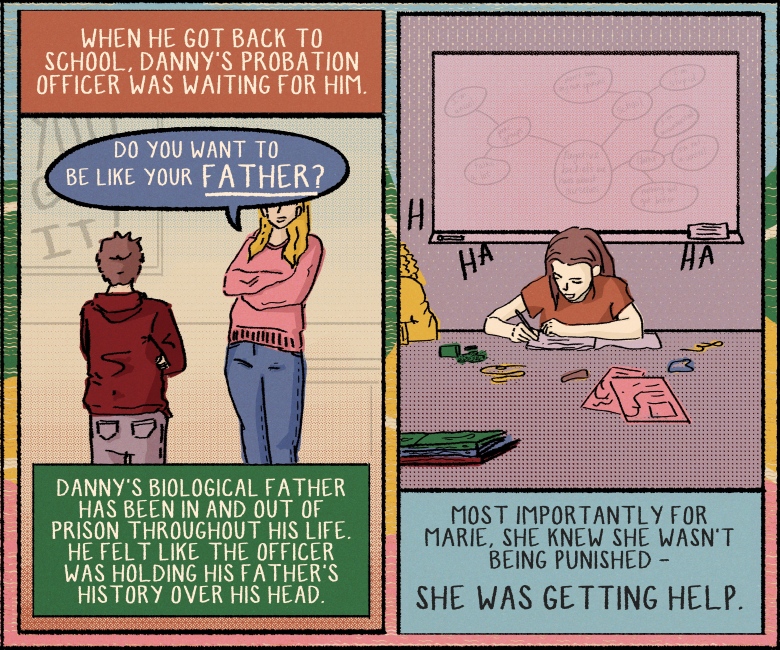 WHEN HE GOT BACK TO
SCHOOL, DANNY'S PROBATION
OFFICER WAS WAITING FOR HIM.
YOU
G
IT!
DO YOU WANT TO
BE LIKE YOUR FATHER?
DANNY'S BIOLOGICAL FATHER
HAS BEEN IN AND OUT OF
PRISON THROUGHOUT HIS LIFE.
HE FELT LIKE THE OFFICER
WAS HOLDING HIS FATHER'S
HISTORY OVER HIS HEAD.
H
HA
HA
MOST IMPORTANTLY FOR
MARIE, SHE KNEW SHE WASN'T
BEING PUNISHED –
SHE WAS GETTING HELP.